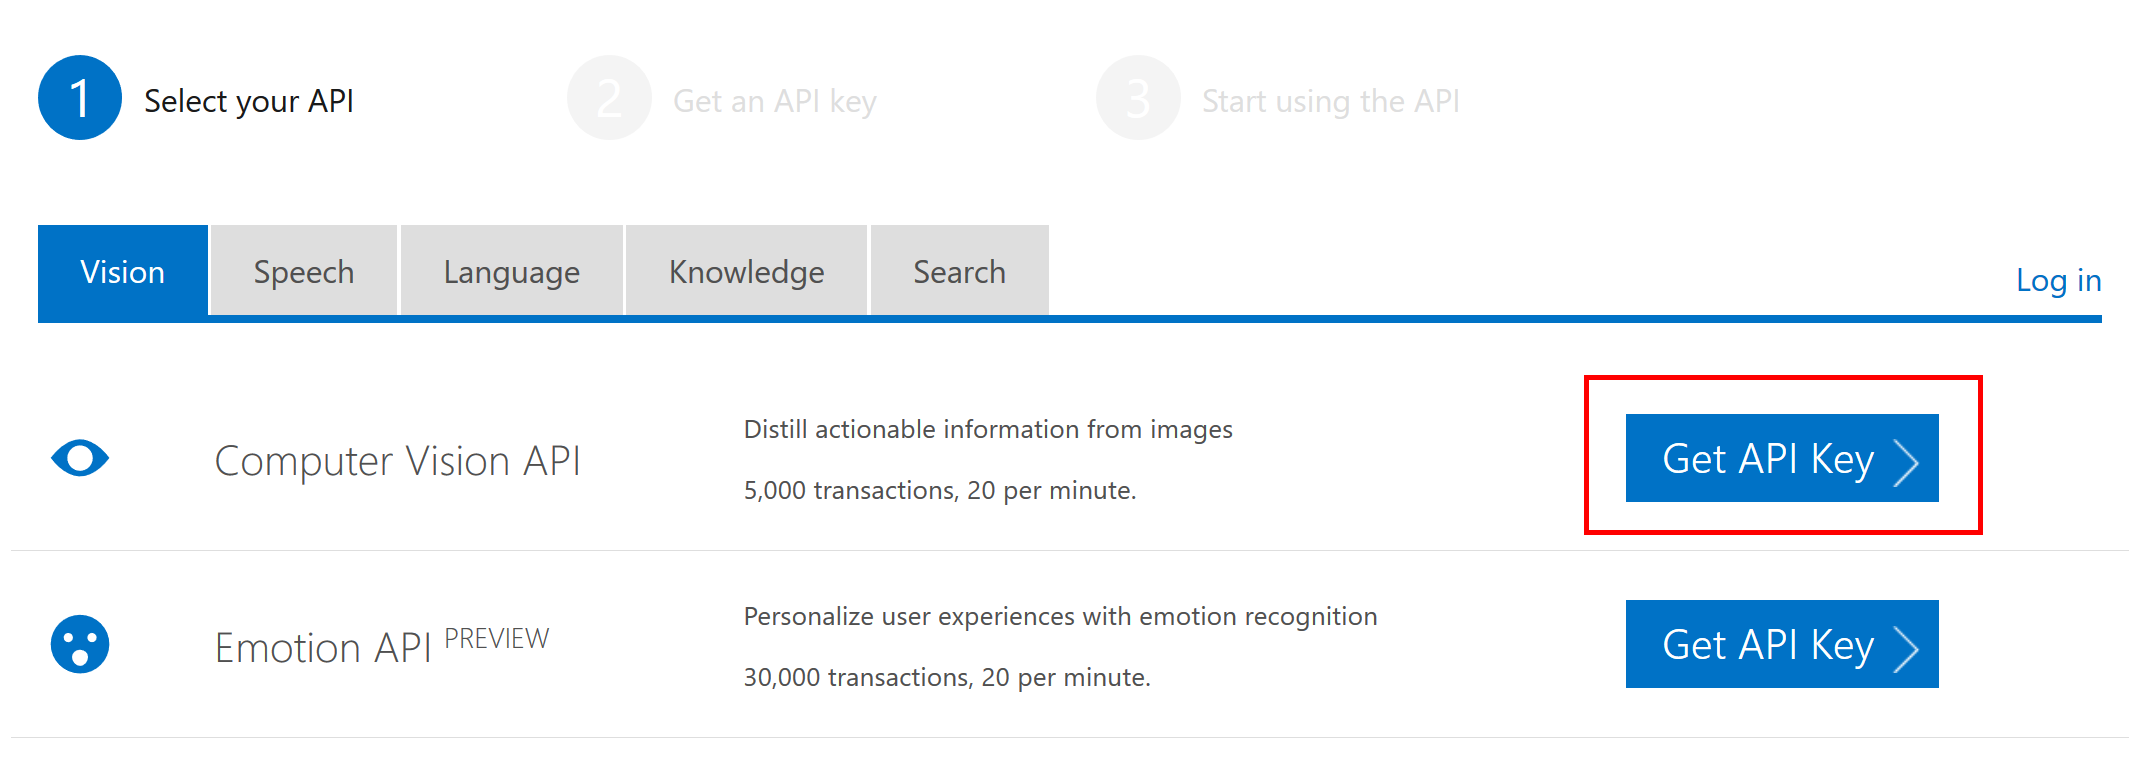 1 Select your API 2 Get an API key 3 Start using the API
Vision Speech Language Knowledge Search Log in
Computer Vision API
Distill actionable information from images
5,000 transactions, 20 per minute.
Get API Key
Emotion API PREVIEW
Personalize user experiences with emotion recognition
30,000 transactions, 20 per minute.
Get API Key